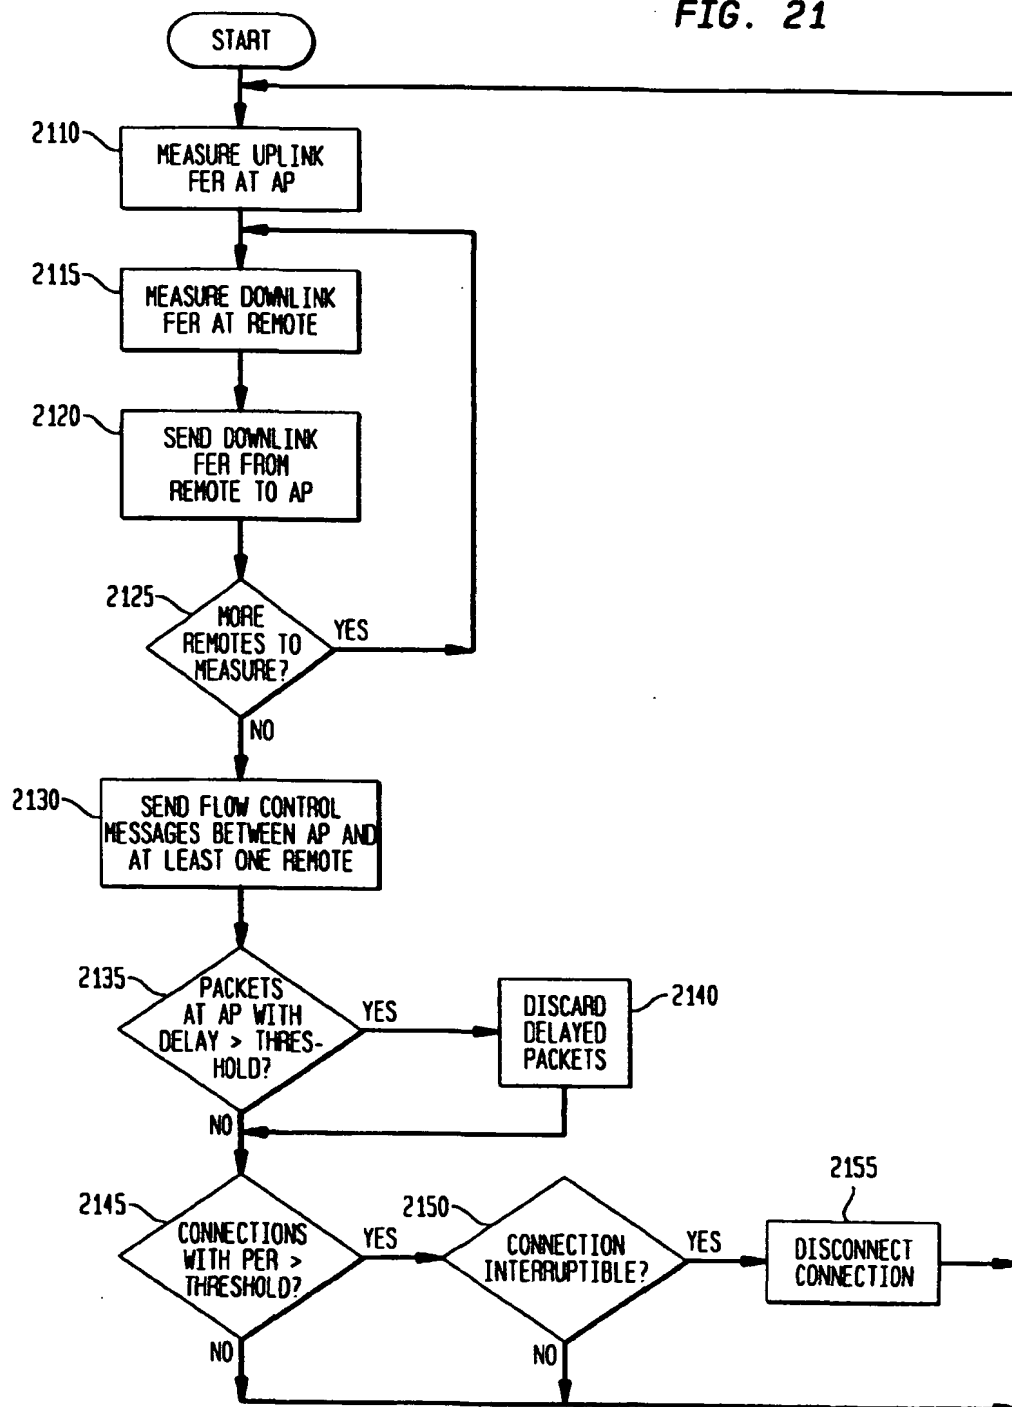 FIG. 21
START
2110
MEASURE UPLINK
FER AT AP
2115
MEASURE DOWNLINK
FER AT REMOTE
2120
SEND DOWNLINK
FER FROM
REMOTE TO AP
2125
MORE
REMOTES TO
MEASURE?
YES
NO
2130
SEND FLOW CONTROL
MESSAGES BETWEEN AP AND
AT LEAST ONE REMOTE
2135
PACKETS
AT AP WITH
DELAY > THRES-
HOLD?
YES
NO
DISCARD
DELAYED
PACKETS
2140
2145
CONNECTIONS
WITH PER >
THRESHOLD?
YES
NO
2150
CONNECTION
INTERRUPTIBLE?
YES
NO
2155
DISCONNECT
CONNECTION